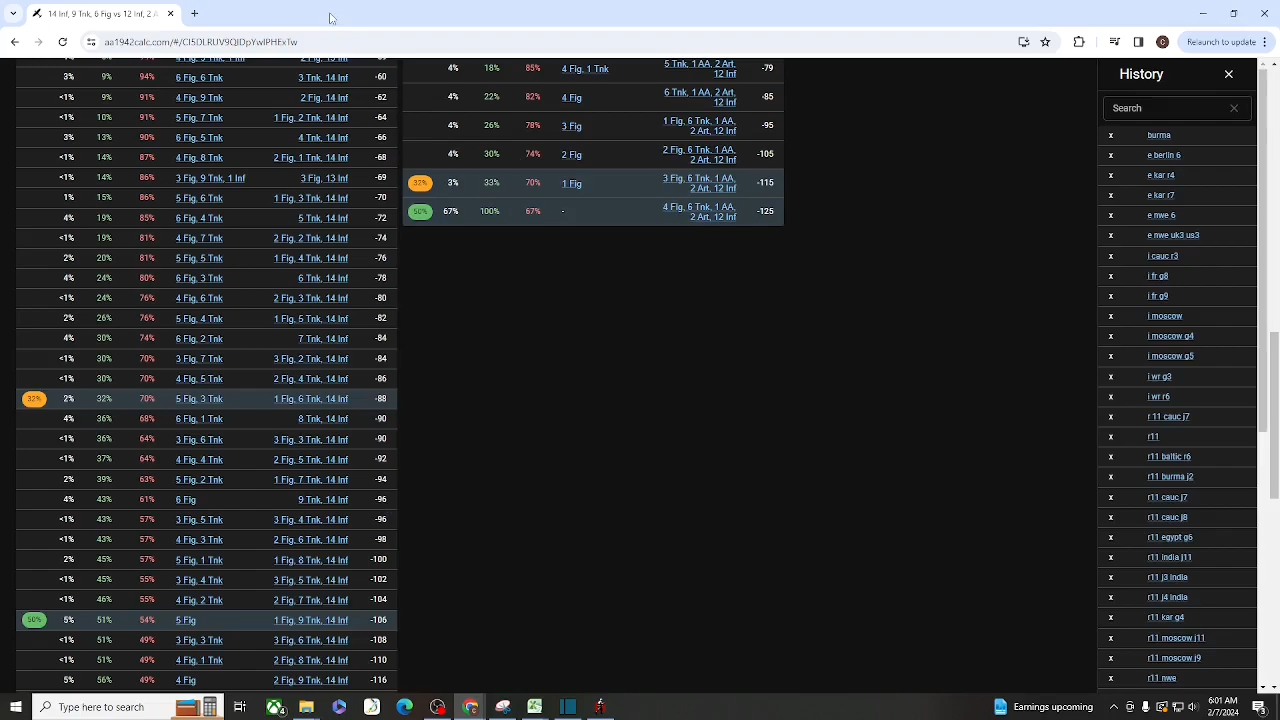 14 Inf, 9 Tnk, 6 Fig vs 12 Inf, 2 A
aa1942calc.com/#/CI5DLRUV9QIDpYwIPHExTw
C
Relaunch to update
3% 9% 94% 6 Fig, 6 Tnk 3 Tnk, 14 Inf -60
<1% 9% 91% 4 Fig, 9 Tnk 2 Fig, 14 Inf -62
<1% 10% 91% 5 Fig, 7 Tnk 1 Fig, 2 Tnk, 14 Inf -64
3% 13% 90% 6 Fig, 5 Tnk 4 Tnk, 14 Inf -66
<1% 14% 87% 4 Fig, 8 Tnk 2 Fig, 1 Tnk, 14 Inf -68
<1% 14% 86% 3 Fig, 9 Tnk, 1 Inf 3 Fig, 13 Inf -69
1% 15% 86% 5 Fig, 6 Tnk 1 Fig, 3 Tnk, 14 Inf -70
4% 19% 85% 6 Fig, 4 Tnk 5 Tnk, 14 Inf -72
<1% 19% 81% 4 Fig, 7 Tnk 2 Fig, 2 Tnk, 14 Inf -74
2% 20% 81% 5 Fig, 5 Tnk 1 Fig, 4 Tnk, 14 Inf -76
4% 24% 80% 6 Fig, 3 Tnk 6 Tnk, 14 Inf -78
<1% 24% 76% 4 Fig, 6 Tnk 2 Fig, 3 Tnk, 14 Inf -80
2% 26% 76% 5 Fig, 4 Tnk 1 Fig, 5 Tnk, 14 Inf -82
4% 30% 74% 6 Fig, 2 Tnk 7 Tnk, 14 Inf -84
<1% 30% 70% 3 Fig, 7 Tnk 3 Fig, 2 Tnk, 14 Inf -84
<1% 30% 70% 4 Fig, 5 Tnk 2 Fig, 4 Tnk, 14 Inf -86
32% 2% 32% 70% 5 Fig, 3 Tnk 1 Fig, 6 Tnk, 14 Inf -88
4% 36% 68% 6 Fig, 1 Tnk 8 Tnk, 14 Inf -90
<1% 36% 64% 3 Fig, 6 Tnk 3 Fig, 3 Tnk, 14 Inf -90
<1% 37% 64% 4 Fig, 4 Tnk 2 Fig, 5 Tnk, 14 Inf -92
2% 39% 63% 5 Fig, 2 Tnk 1 Fig, 7 Tnk, 14 Inf -94
4% 43% 61% 6 Fig 9 Tnk, 14 Inf -96
<1% 43% 57% 3 Fig, 5 Tnk 3 Fig, 4 Tnk, 14 Inf -96
<1% 43% 57% 4 Fig, 3 Tnk 2 Fig, 6 Tnk, 14 Inf -98
2% 45% 57% 5 Fig, 1 Tnk 1 Fig, 8 Tnk, 14 Inf -100
<1% 45% 55% 3 Fig, 4 Tnk 3 Fig, 5 Tnk, 14 Inf -102
<1% 46% 55% 4 Fig, 2 Tnk 2 Fig, 7 Tnk, 14 Inf -104
50% 5% 51% 54% 5 Fig 1 Fig, 9 Tnk, 14 Inf -106
<1% 51% 49% 3 Fig, 3 Tnk 3 Fig, 6 Tnk, 14 Inf -108
<1% 51% 49% 4 Fig, 1 Tnk 2 Fig, 8 Tnk, 14 Inf -110
5% 56% 49% 4 Fig 2 Fig, 9 Tnk, 14 Inf -116
4% 18% 85% 4 Fig, 1 Tnk 5 Tnk, 1 AA, 2 Art, -79
12 Inf
4% 22% 82% 4 Fig 6 Tnk, 1 AA, 2 Art, -85
12 Inf
4% 26% 78% 3 Fig 1 Fig, 6 Tnk, 1 AA, -95
2 Art, 12 Inf
4% 30% 74% 2 Fig 2 Fig, 6 Tnk, 1 AA, -105
2 Art, 12 Inf
32% 3% 33% 70% 1 Fig 3 Fig, 6 Tnk, 1 AA, -115
2 Art, 12 Inf
50% 67% 100% 67% - 4 Fig, 6 Tnk, 1 AA, -125
2 Art, 12 Inf
History
Search
x burma
x e berlin 6
x e kar r4
x e kar r7
x e nwe 6
x e nwe uk3 us3
x i cauc r3
x i fr g8
x i fr g9
x i moscow
x i moscow g4
x i moscow g5
x i wr g3
x i wr r6
x r 11 cauc j7
x r11
x r11 baltic r6
x r11 burma j2
x r11 cauc j7
x r11 cauc j8
x r11 egypt g6
x r11 india j11
x r11 j3 india
x r11 j4 india
x r11 kar g4
x r11 moscow j11
x r11 moscow j9
x r11 nwe
Type here to search
Earnings upcoming
6:01 AM
2/7/2024